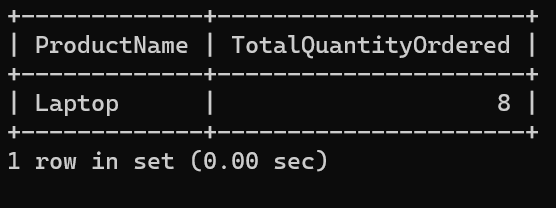 +-------------+----------------------+
| ProductName | TotalQuantityOrdered |
+-------------+----------------------+
| Laptop      |                    8 |
+-------------+----------------------+
1 row in set (0.00 sec)